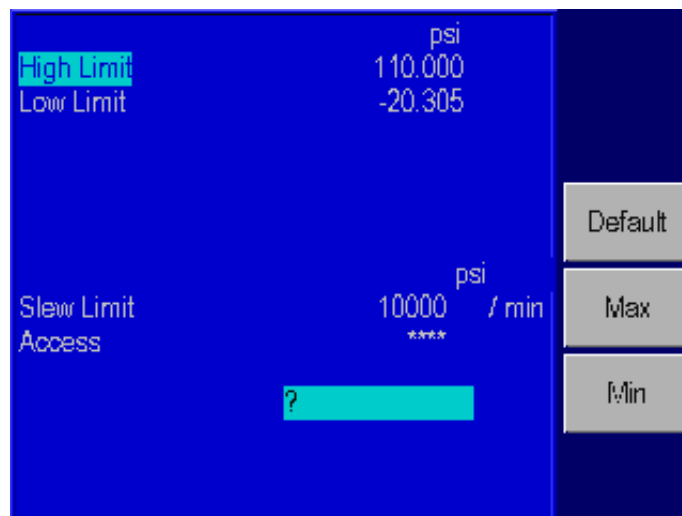 psi
High Limit 110.000
Low Limit -20.305
Default
psi
Slew Limit 10000 / min
Max
Access ****
Min
?